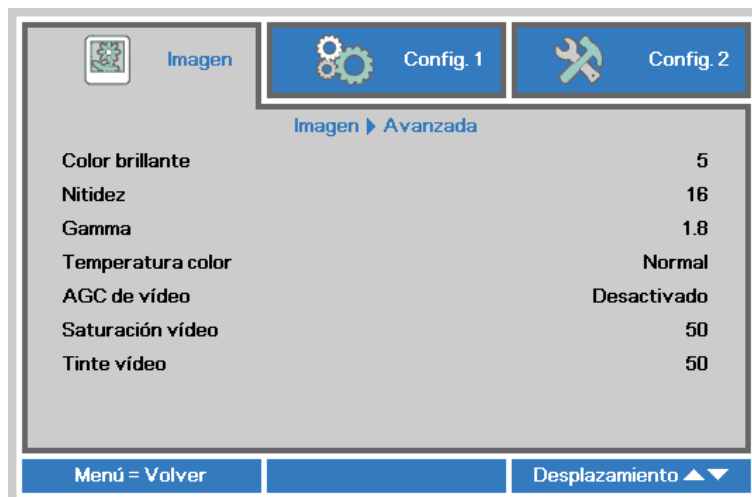 Imagen Config. 1 Config. 2
Imagen ▶ Avanzada
Color brillante 5
Nitidez 16
Gamma 1.8
Temperatura color Normal
AGC de vídeo Desactivado
Saturación vídeo 50
Tinte vídeo 50
Menú = Volver Desplazamiento ▲▼